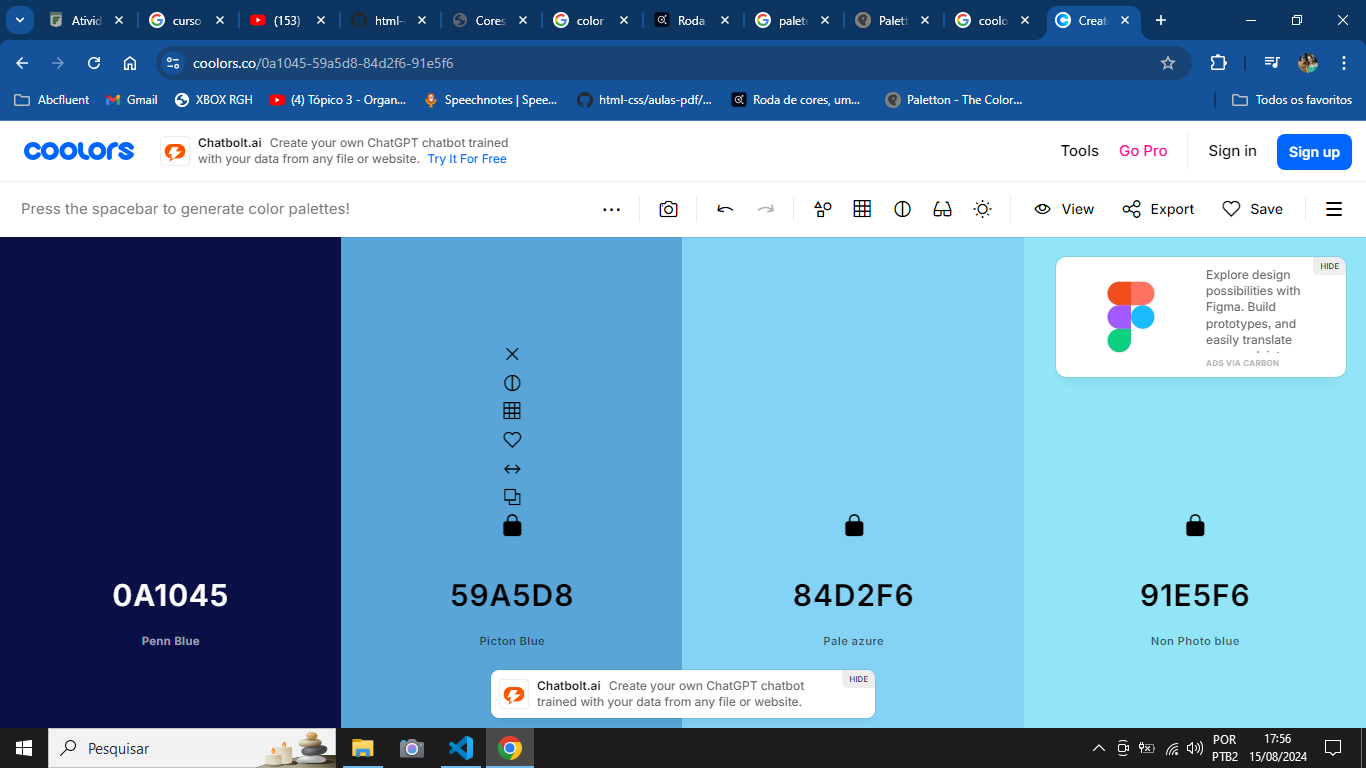 Ativid
curso
(153)
html-
Cores
color
Roda
palet
Palett
coolo
Creat
coolors.co/0a1045-59a5d8-84d2f6-91e5f6
Abcfluent
Gmail
XBOX RGH
(4) Tópico 3 - Organ...
Speechnotes | Spee...
html-css/aulas-pdf/...
Roda de cores, um...
Paletton - The Color...
Todos os favoritos
coolors
Chatbolt.ai Create your own ChatGPT chatbot trained
with your data from any file or website. Try It For Free
Tools
Go Pro
Sign in
Sign up
Press the spacebar to generate color palettes!
View
Export
Save
HIDE
Explore design
possibilities with
Figma. Build
prototypes, and
easily translate
ADS VIA CARBON
0A1045
59A5D8
84D2F6
91E5F6
Penn Blue
Picton Blue
Pale azure
Non Photo blue
Chatbolt.ai Create your own ChatGPT chatbot
trained with your data from any file or website.
HIDE
Pesquisar
POR
PTB2
17:56
15/08/2024